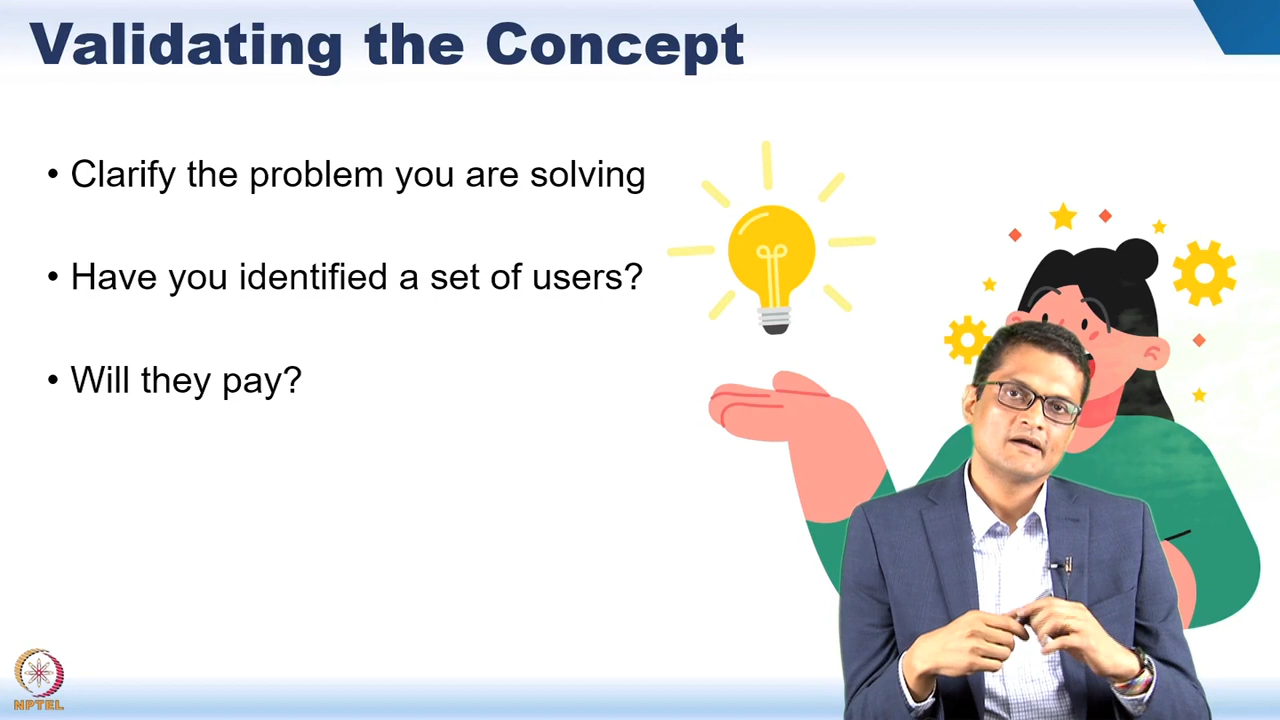 Validating the Concept
• Clarify the problem you are solving
• Have you identified a set of users?
• Will they pay?
NPTEL